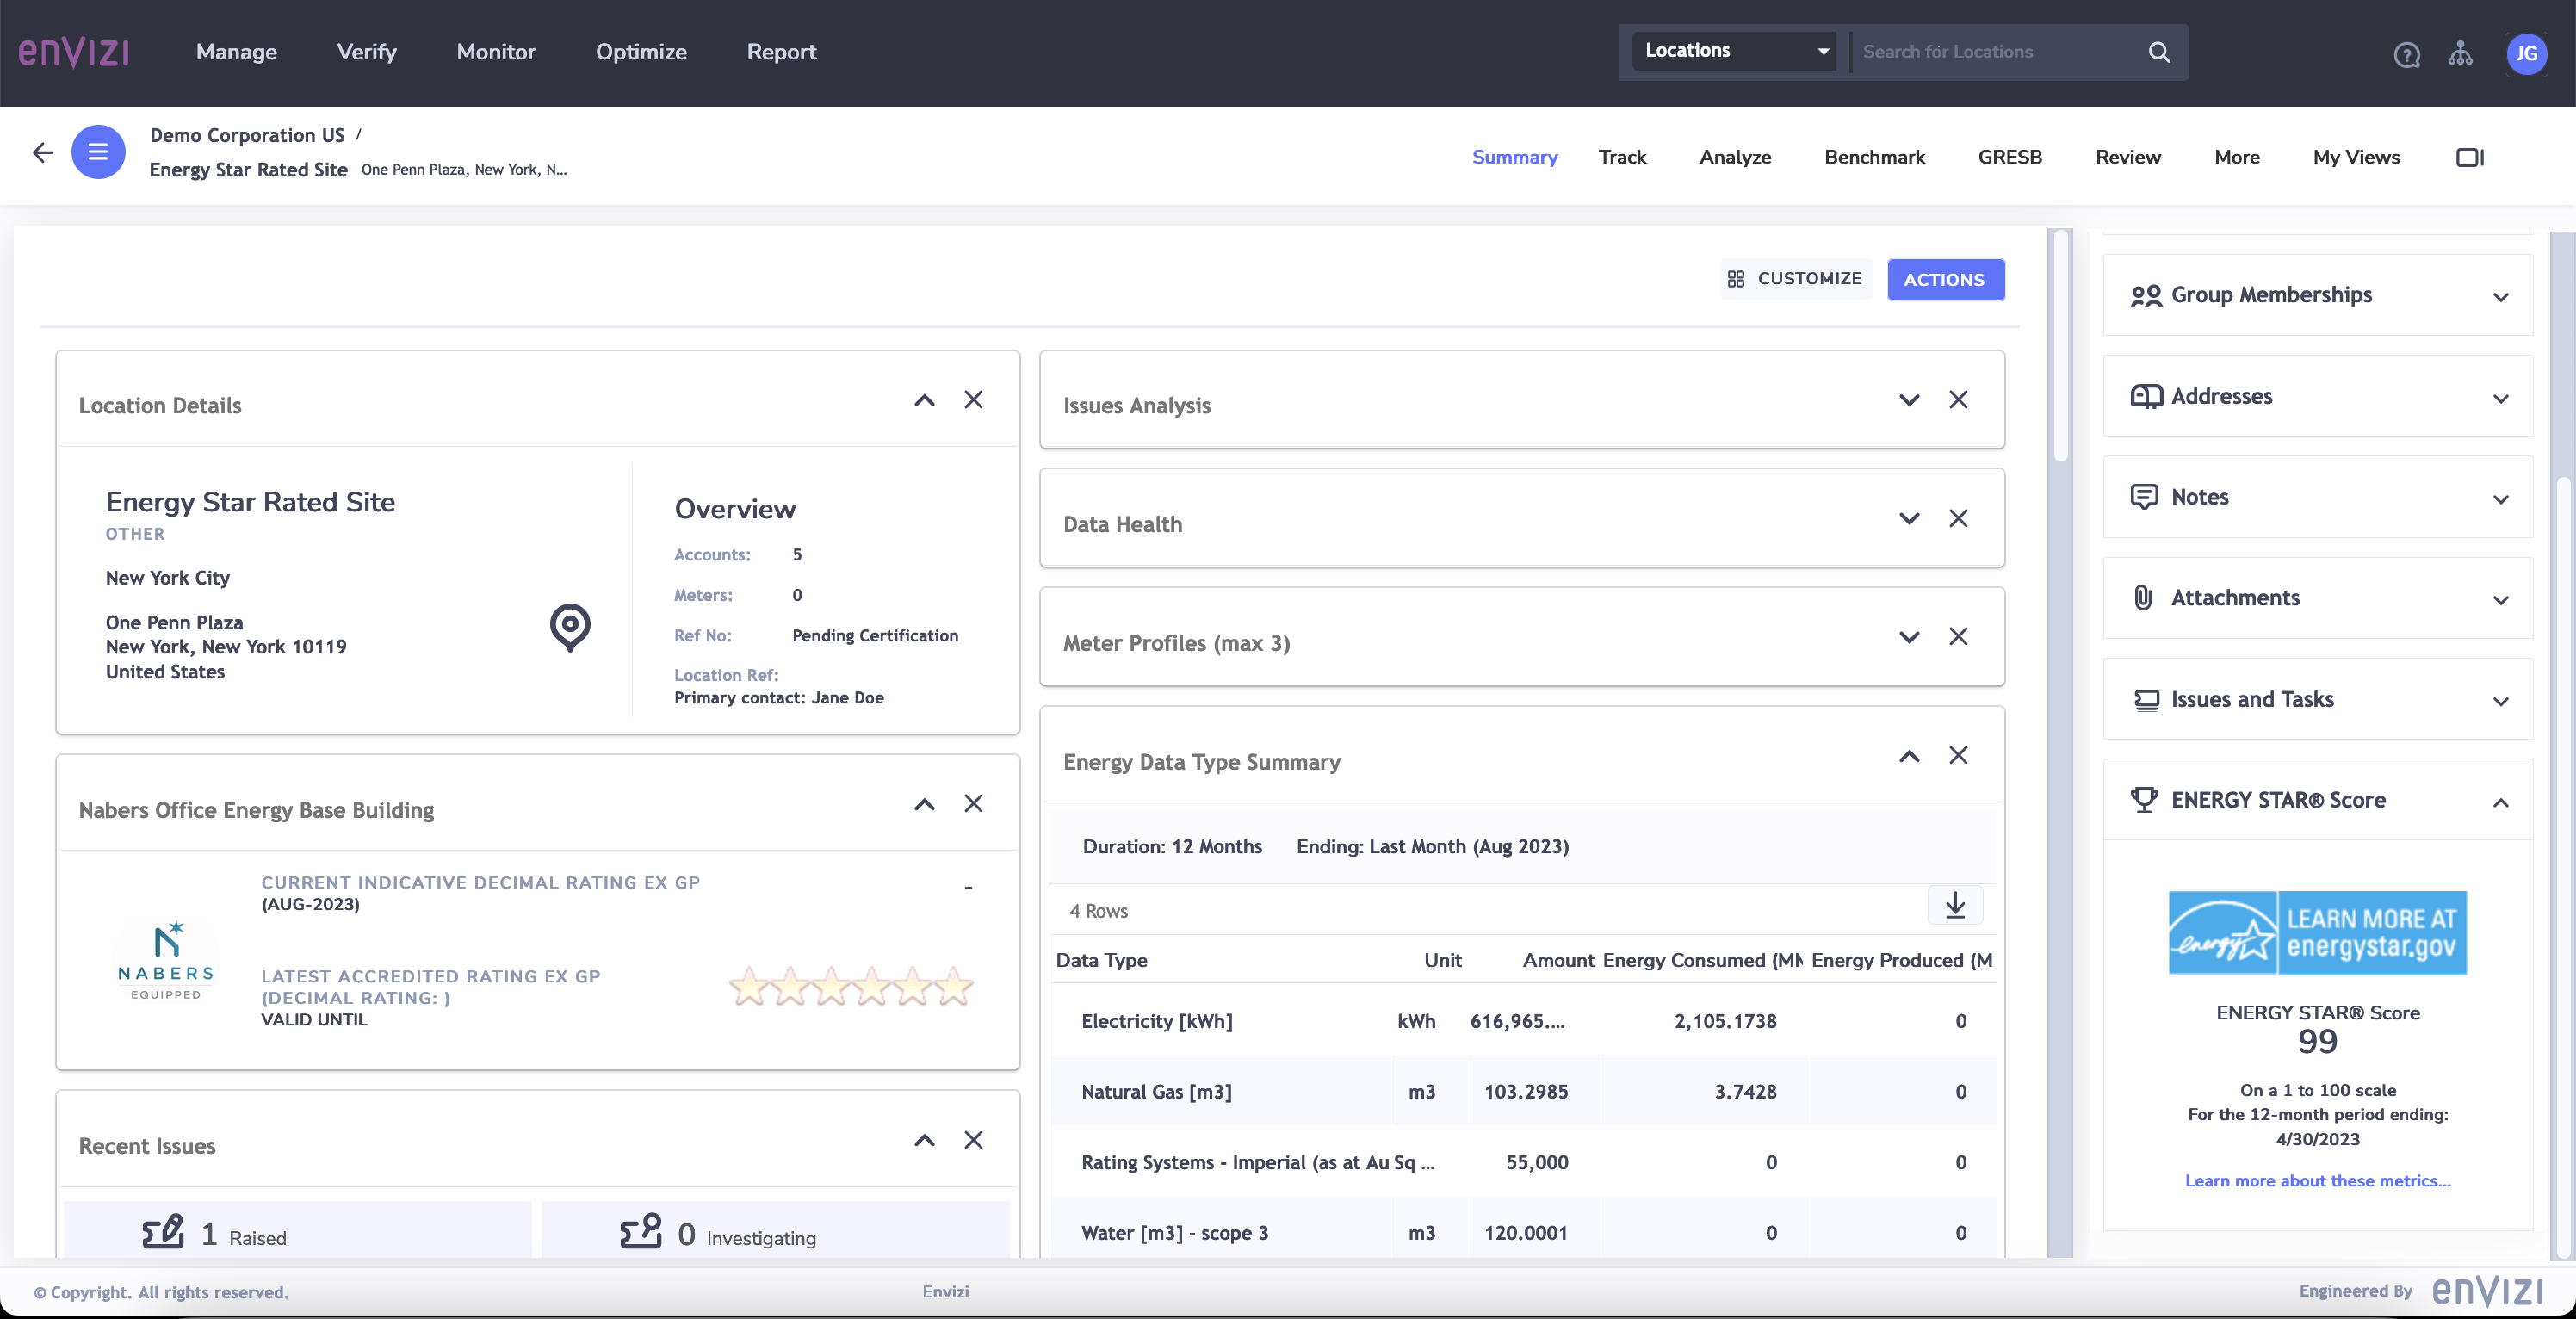 enVIZI
Manage
Verify
Monitor
Optimize
Report
Locations
Search for Locations
JG
Demo Corporation US /
Energy Star Rated Site One Penn Plaza, New York, N...
Summary
Track
Analyze
Benchmark
GRESB
Review
More
My Views
CUSTOMIZE
ACTIONS
Location Details
Energy Star Rated Site
OTHER
New York City
One Penn Plaza
New York, New York 10119
United States
Overview
Accounts: 5
Meters: 0
Ref No: Pending Certification
Location Ref:
Primary contact: Jane Doe
Nabers Office Energy Base Building
NABERS
EQUIPPED
CURRENT INDICATIVE DECIMAL RATING EX GP
(AUG-2023)
-
LATEST ACCREDITED RATING EX GP
(DECIMAL RATING: )
VALID UNTIL
Recent Issues
1 Raised
0 Investigating
Issues Analysis
Data Health
Meter Profiles (max 3)
Energy Data Type Summary
Duration: 12 Months Ending: Last Month (Aug 2023)
4 Rows
Data Type Unit Amount Energy Consumed (MM Energy Produced (M
Electricity [kWh] kWh 616,965.... 2,105.1738 0
Natural Gas [m3] m3 103.2985 3.7428 0
Rating Systems - Imperial (as at Au Sq ... 55,000 0 0
Water [m3] - scope 3 m3 120.0001 0 0
Group Memberships
Addresses
Notes
Attachments
Issues and Tasks
ENERGY STAR® Score
energy
LEARN MORE AT
energystar.gov
ENERGY STAR® Score
99
On a 1 to 100 scale
For the 12-month period ending:
4/30/2023
Learn more about these metrics...
© Copyright. All rights reserved.
Envizi
Engineered By enVIZI